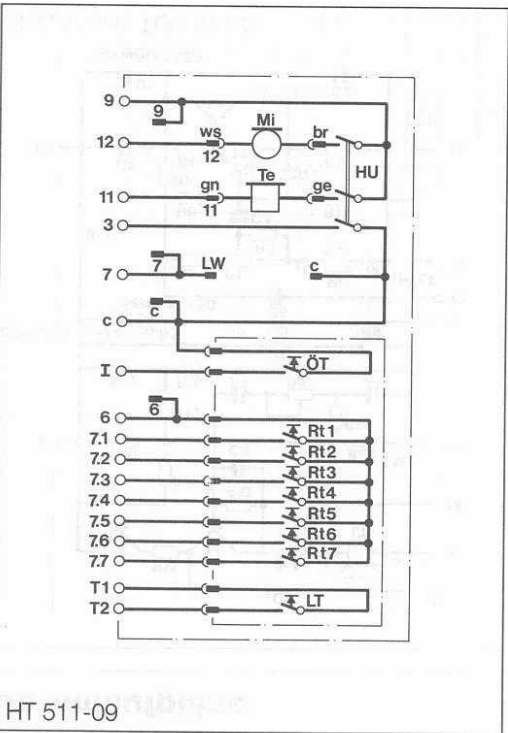 9
9
Mi
ws
br
12
12
HU
Te
gn
ge
11
11
3
7
LW
c
7
c
c
I
ÖT
6
6
7.1
Rt1
7.2
Rt2
7.3
Rt3
7.4
Rt4
7.5
Rt5
7.6
Rt6
7.7
Rt7
T1
T2
LT
HT 511-09